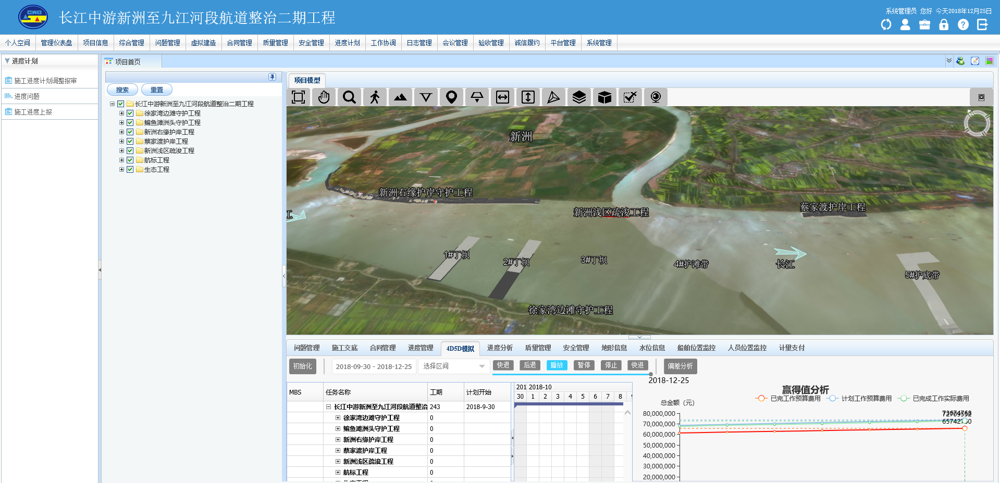 CWB
长江中游新洲至九江河段航道整治二期工程
系统管理员 您好 今天2018年12月25日
个人空间 管理仪表盘 项目信息 综合管理 问题管理 虚拟建造 合同管理 质量管理 安全管理 进度计划 工作协调 日志管理 会议管理 验收管理 诚信履约 平台管理 系统管理
进度计划
施工进度计划调整报审
进度问题
施工进度上报
项目首页
搜索 重置
长江中游新洲至九江河段航道整治二期工程
徐家湾边滩守护工程
鳊鱼滩洲头守护工程
新洲右缘护岸工程
蔡家渡护岸工程
新洲浅区疏浚工程
航标工程
生态工程
项目模型
N
新洲
新洲右缘护岸守护工程
新洲浅区疏浚工程
蔡家渡护岸工程
江
1#丁坝
2#丁坝
3#丁坝
4#护滩带
长江
5#护底带
徐家湾边滩守护工程
问题管理 施工交底 合同管理 进度管理 4D5D模拟 进度分析 质量管理 安全管理 地形信息 水位信息 船舶位置监控 人员位置监控 计量支付
初始化 2018-09-30 - 2018-12-25 选择区间 快退 后退 播放 暂停 停止 快进 偏差分析
2018-12-25
MBS 任务名称 工期 计划开始
201 2018-10
30 1 2 3 4 5 6 7 8
长江中游新洲至九江河段航道整治 243 2018-9-30
徐家湾边滩守护工程 0
鳊鱼滩洲头守护工程 0
新洲右缘护岸工程 0
蔡家渡护岸工程 0
新洲浅区疏浚工程 0
航标工程 0
赢得值分析
已完工作预算费用 计划工作预算费用 已完成工作实际费用
总金额（元）
80,000,000
70,000,000
60,000,000
50,000,000
40,000,000
30,000,000
20,000,000